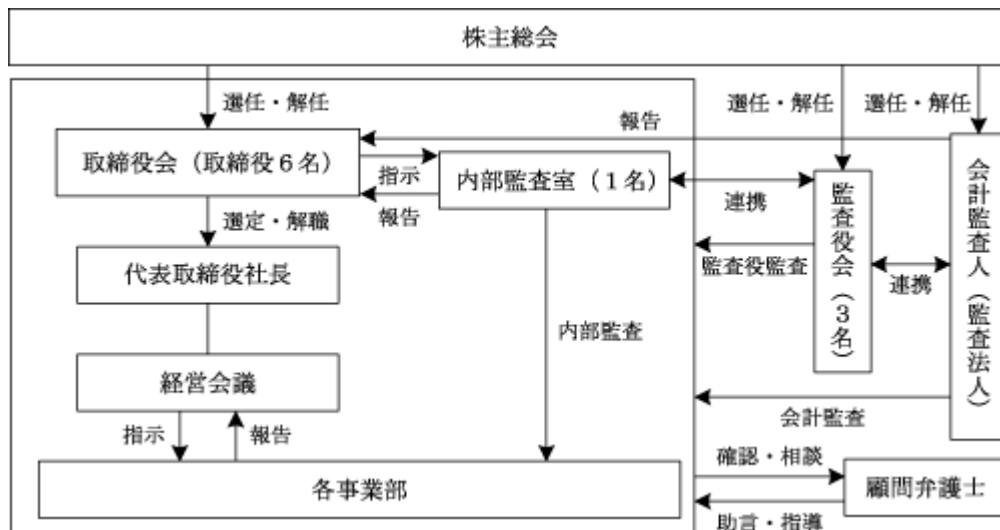 株主総会
選任・解任
選任・解任
選任・解任
報告
取締役会（取締役６名）
指示
報告
内部監査室（１名）
連携
監査役会（３名）
連携
会計監査人（監査法人）
選定・解職
監査役監査
代表取締役社長
内部監査
経営会議
会計監査
指示
報告
確認・相談
各事業部
顧問弁護士
助言・指導